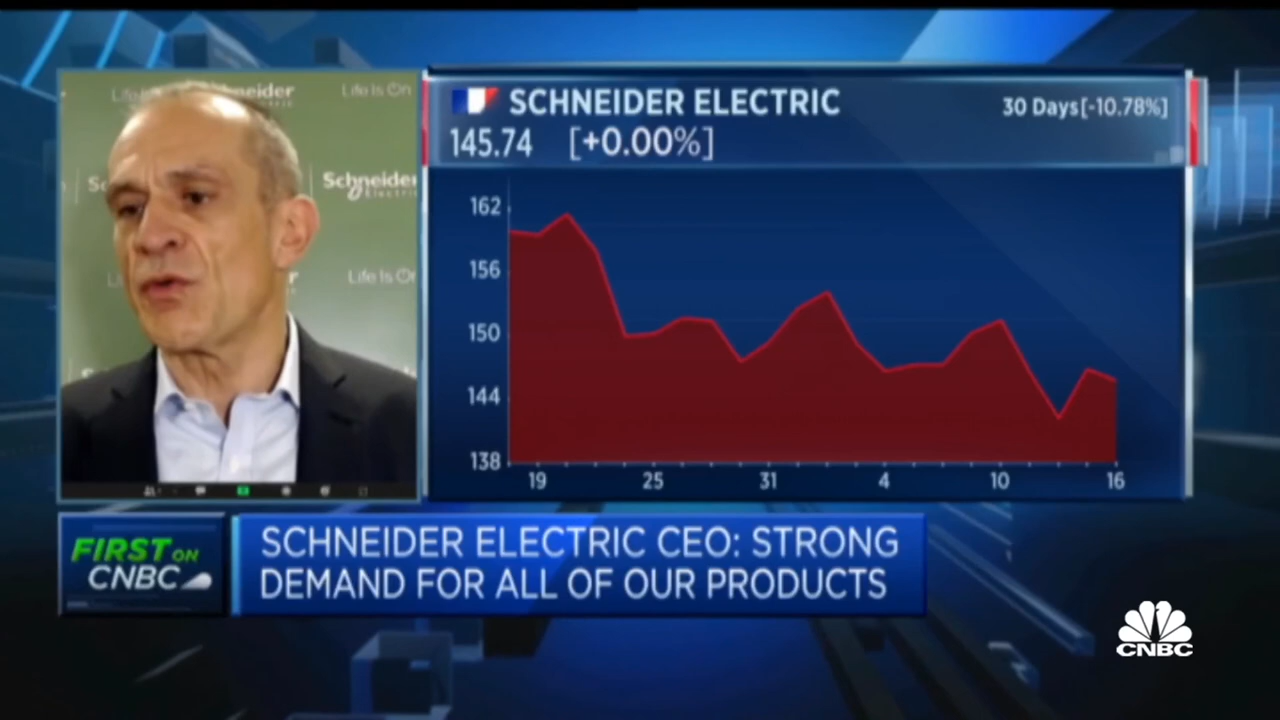 Life Is On
Schneider
Electric
Life Is On
SCHNEIDER ELECTRIC
30 Days[-10.78%]
145.74 [+0.00%]
162
156
150
144
138
19 25 31 4 10 16
FIRST ON
CNBC
SCHNEIDER ELECTRIC CEO: STRONG
DEMAND FOR ALL OF OUR PRODUCTS
CNBC